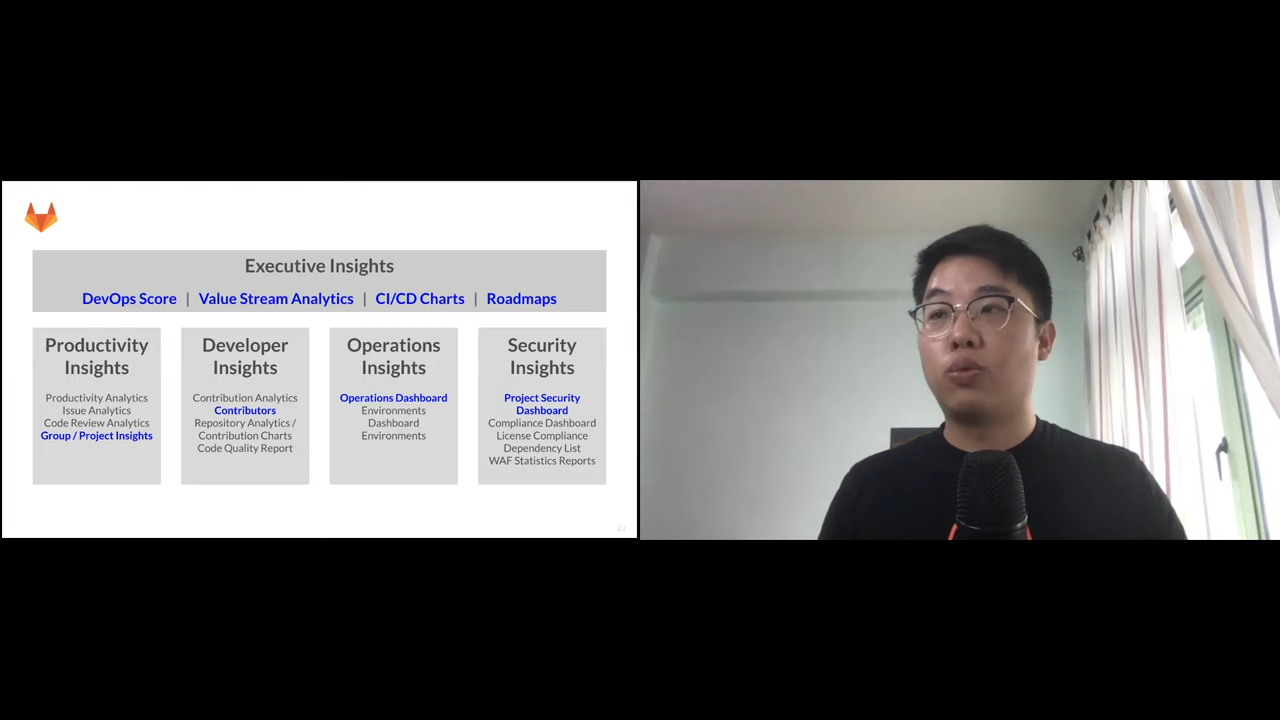 Executive Insights
DevOps Score | Value Stream Analytics | CI/CD Charts | Roadmaps
Productivity
Insights
Productivity Analytics
Issue Analytics
Code Review Analytics
Group / Project Insights
Developer
Insights
Contribution Analytics
Contributors
Repository Analytics /
Contribution Charts
Code Quality Report
Operations
Insights
Operations Dashboard
Environments
Dashboard
Environments
Security
Insights
Project Security
Dashboard
Compliance Dashboard
License Compliance
Dependency List
WAF Statistics Reports